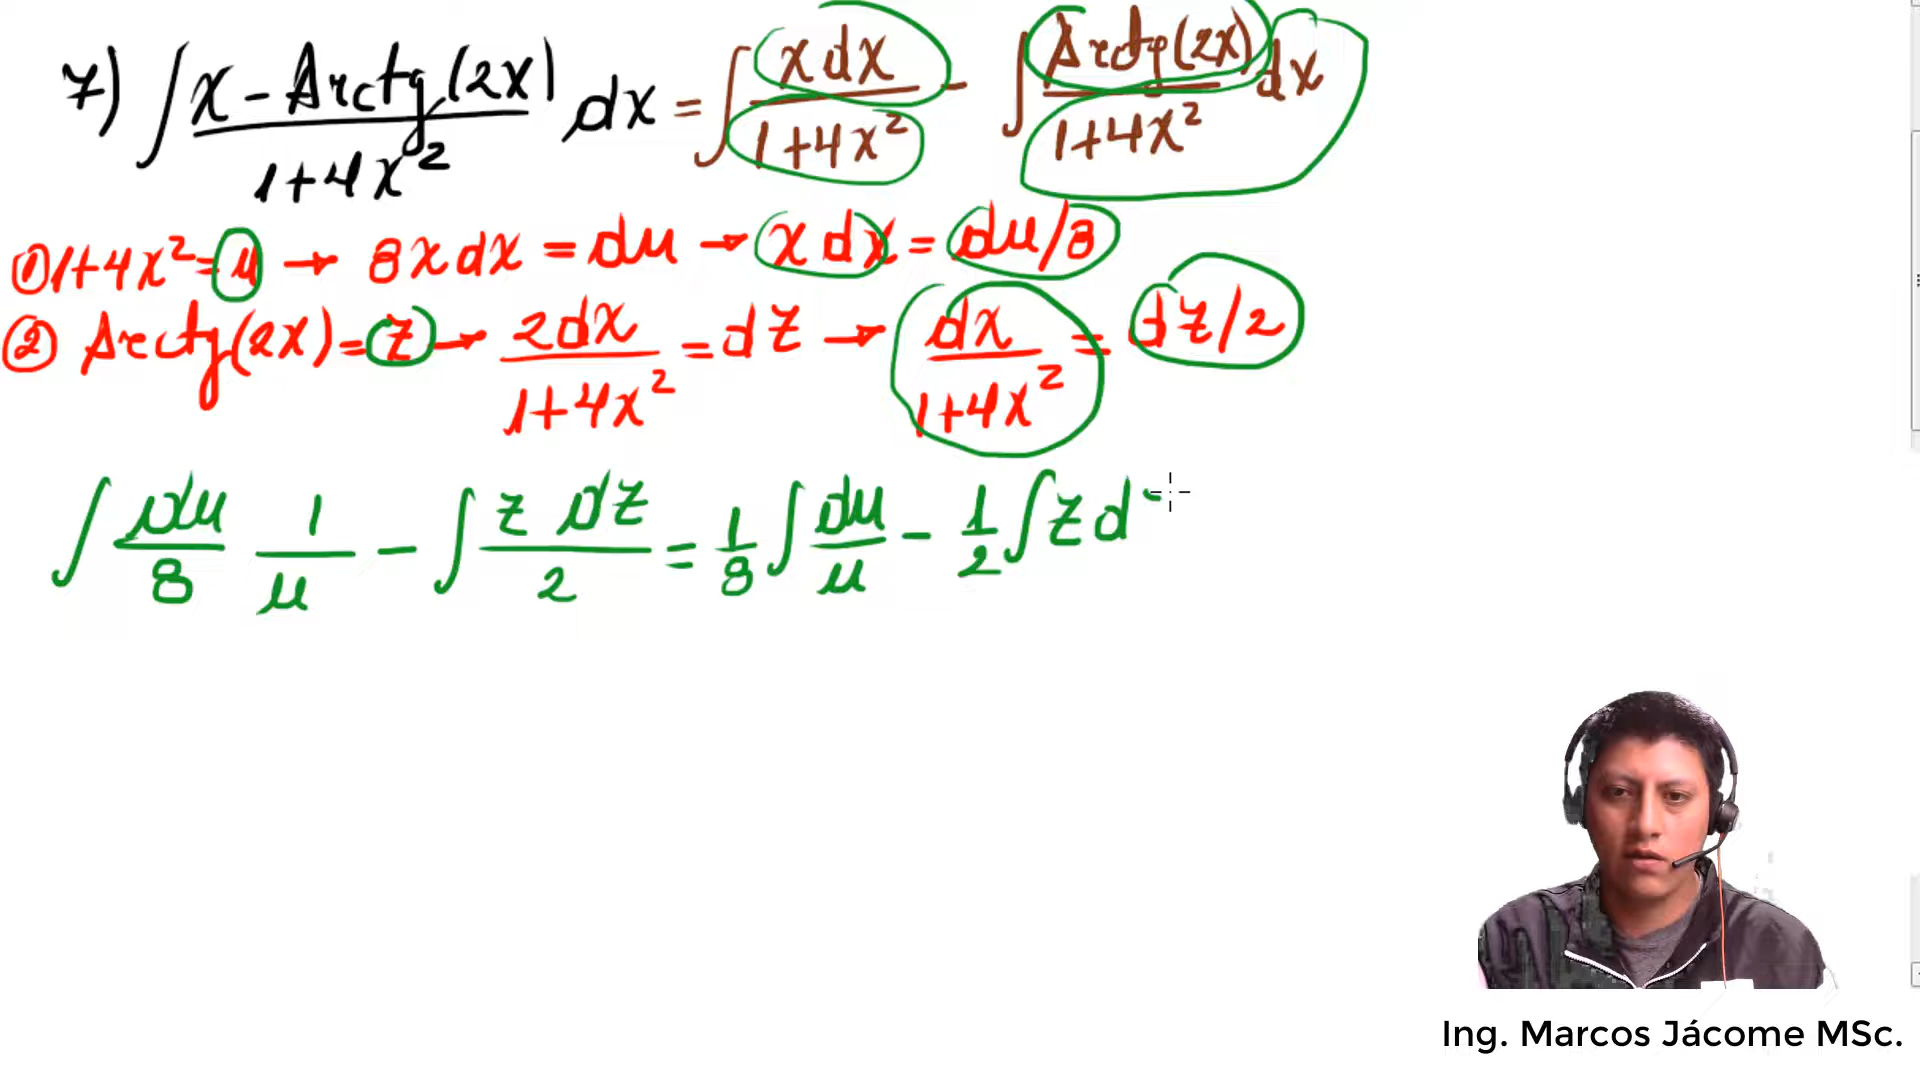 7) ∫ x - Arctg(2x) / 1+4x² dx = ∫ x dx / 1+4x² - ∫ Arctg(2x) / 1+4x² dx
① 1+4x² = u → 8x dx = du → x dx = du/8
② Arctg(2x) = z → 2dx / 1+4x² = dz → dx / 1+4x² = dz/2
∫ du/8 1/u - ∫ z dz / 2 = 1/8 ∫ du/u - 1/2 ∫ z d
Ing. Marcos Jácome MSc.